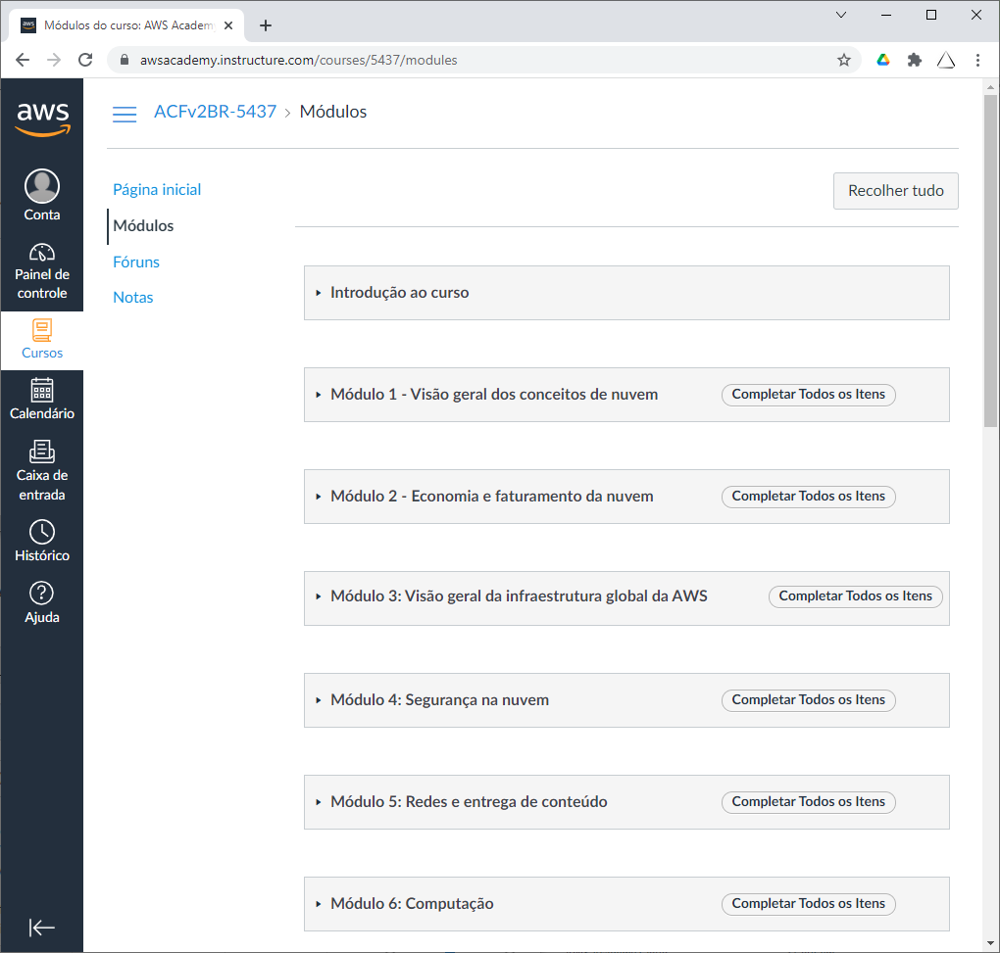 aws
Módulos do curso: AWS Academ
awsacademy.instructure.com/courses/5437/modules
aws
ACFv2BR-5437 > Módulos
Conta
Painel de
controle
Cursos
Calendário
Caixa de
entrada
Histórico
Ajuda
Página inicial
Módulos
Fóruns
Notas
Recolher tudo
Introdução ao curso
Módulo 1 - Visão geral dos conceitos de nuvem Completar Todos os Itens
Módulo 2 - Economia e faturamento da nuvem Completar Todos os Itens
Módulo 3: Visão geral da infraestrutura global da AWS Completar Todos os Itens
Módulo 4: Segurança na nuvem Completar Todos os Itens
Módulo 5: Redes e entrega de conteúdo Completar Todos os Itens
Módulo 6: Computação Completar Todos os Itens